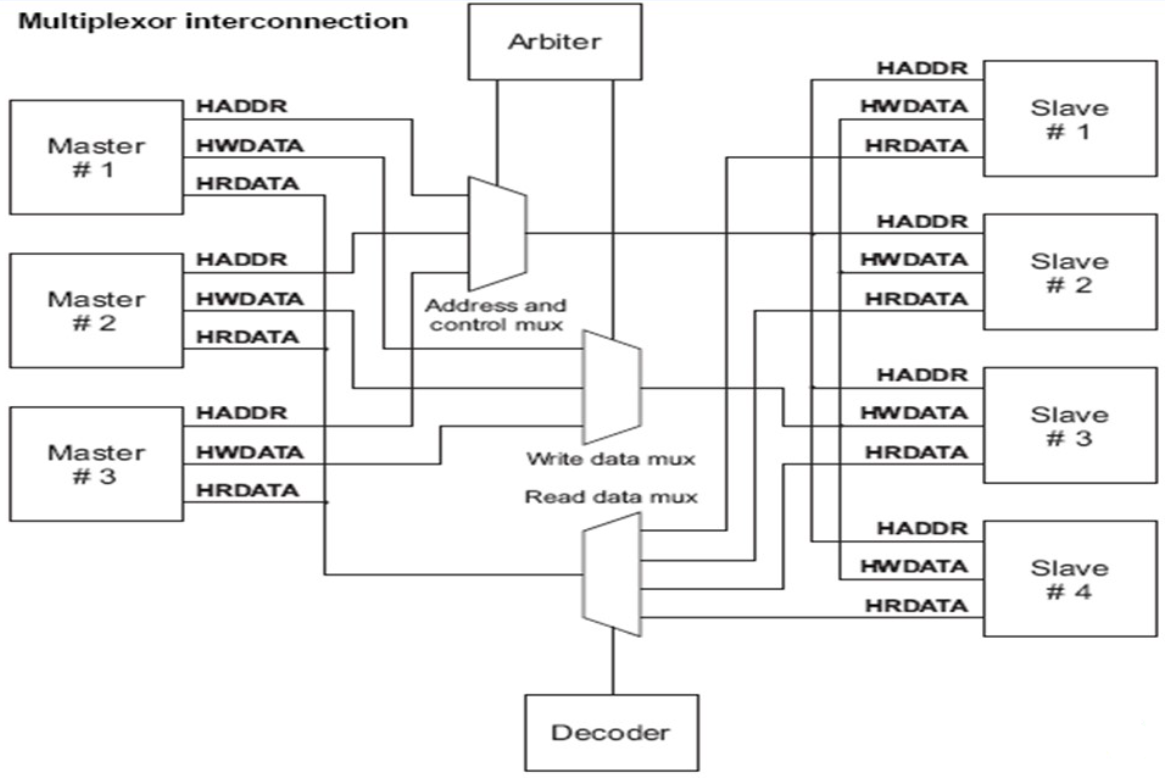 Multiplexor interconnection
Arbiter
Master
# 1
HADDR
HWDATA
HRDATA
Master
# 2
HADDR
HWDATA
HRDATA
Master
# 3
HADDR
HWDATA
HRDATA
Address and
control mux
Write data mux
Read data mux
Decoder
HADDR
HWDATA
HRDATA
Slave
# 1
HADDR
HWDATA
HRDATA
Slave
# 2
HADDR
HWDATA
HRDATA
Slave
# 3
HADDR
HWDATA
HRDATA
Slave
# 4